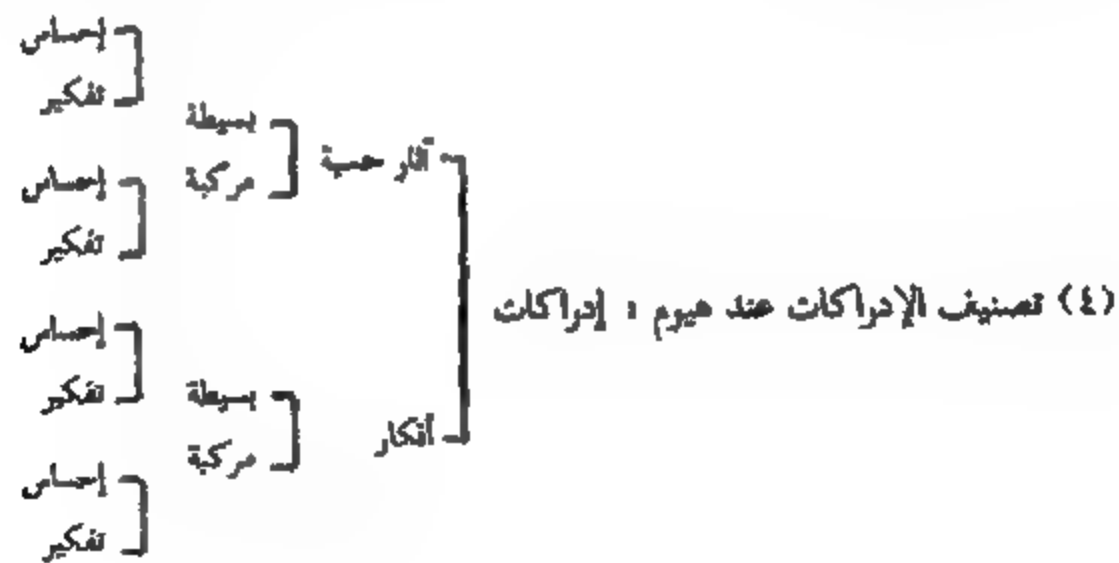 (٤) تصنيف الإدراكات عند هيوم : إدراكات
آثار حسية
بسيطة
إحساس
تفكير
مركبة
إحساس
تفكير
أفكار
بسيطة
إحساس
تفكير
مركبة
إحساس
تفكير